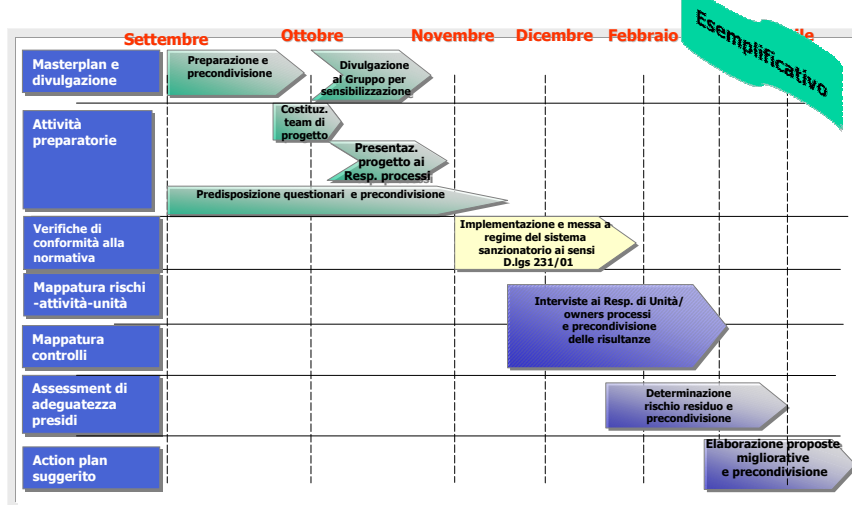 Settembre
Ottobre
Novembre
Dicembre
Febbraio
Esemplificativo
Masterplan e
divulgazione
Preparazione e
precondivisione
Divulgazione
al Gruppo per
sensibilizzazione
Attività
preparatorie
Costituz.
team di
progetto
Presentaz.
progetto ai
Resp. processi
Predisposizione questionari e precondivisione
Verifiche di
conformità alla
normativa
Implementazione e messa a
regime del sistema
sanzionatorio ai sensi
D.lgs 231/01
Mappatura rischi
-attività-unità
Interviste ai Resp. di Unità/
owners processi
e precondivisione
delle risultanze
Mappatura
controlli
Assessment di
adeguatezza
presidi
Determinazione
rischio residuo e
precondivisione
Action plan
suggerito
Elaborazione proposte
migliorative
e precondivisione